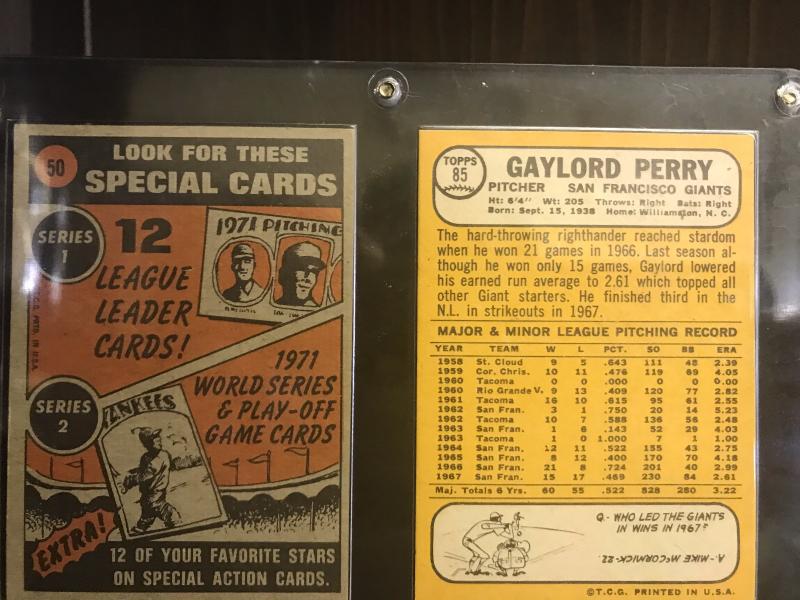 50
LOOK FOR THESE
SPECIAL CARDS
SERIES
1
12
LEAGUE
LEADER
CARDS!
1971 PITCHING
1971
WORLD SERIES
& PLAY-OFF
GAME CARDS
SERIES
2
YANKEES
EXTRA!
12 OF YOUR FAVORITE STARS
ON SPECIAL ACTION CARDS.
T.C.G. PRTD. IN U.S.A.
TOPPS
85
GAYLORD PERRY
PITCHER SAN FRANCISCO GIANTS
Ht: 6'4" Wt: 205 Throws: Right Bats: Right
Born: Sept. 15, 1938 Home: Williamston, N. C.
The hard-throwing righthander reached stardom
when he won 21 games in 1966. Last season al-
though he won only 15 games, Gaylord lowered
his earned run average to 2.61 which topped all
other Giant starters. He finished third in the
N.L. in strikeouts in 1967.
MAJOR & MINOR LEAGUE PITCHING RECORD
YEAR TEAM W L PCT. SO BB ERA
1958 St. Cloud 9 5 .643 111 48 2.39
1959 Cor. Chris. 10 11 .476 119 69 4.05
1960 Tacoma 0 0 .000 0 0 0.00
1960 Rio Grande V. 9 13 .409 120 77 2.82
1961 Tacoma 16 10 .615 95 61 2.55
1962 San Fran. 3 1 .750 20 14 5.23
1962 Tacoma 10 7 .588 136 56 2.48
1963 San Fran. 1 6 .143 52 29 4.03
1963 Tacoma 1 0 1.000 7 1 1.00
1964 San Fran. 12 11 .522 155 43 2.75
1965 San Fran. 8 12 .400 170 70 4.18
1966 San Fran. 21 8 .724 201 40 2.99
1967 San Fran. 15 17 .469 230 84 2.61
Maj. Totals 6 Yrs. 60 55 .522 828 280 3.22
Q- WHO LED THE GIANTS
IN WINS IN 1967?
A- MIKE McCORMICK-22.
©T.C.G. PRINTED IN U.S.A.